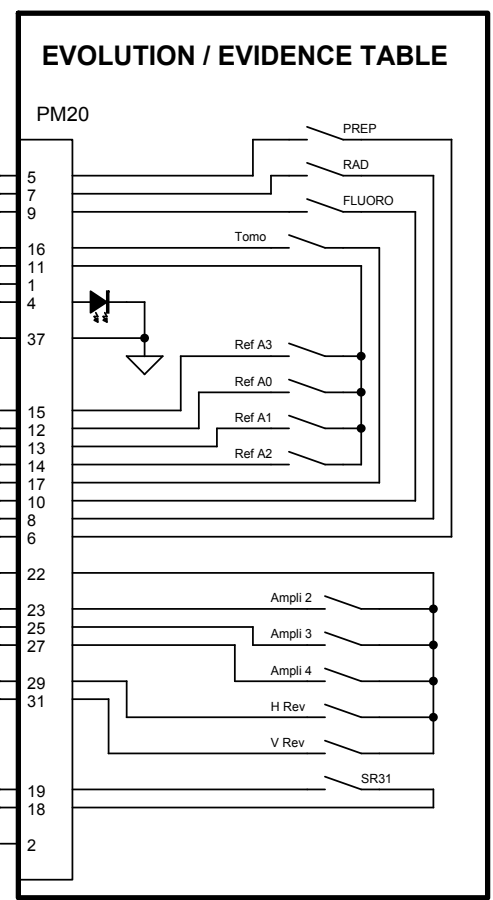 EVOLUTION / EVIDENCE TABLE
PM20
PREP
5
RAD
7
FLUORO
9
Tomo
16
11
1
4
37
Ref A3
15
Ref A0
12
Ref A1
13
Ref A2
14
17
10
8
6
22
Ampli 2
23
Ampli 3
25
Ampli 4
27
H Rev
29
31
V Rev
SR31
19
18
2